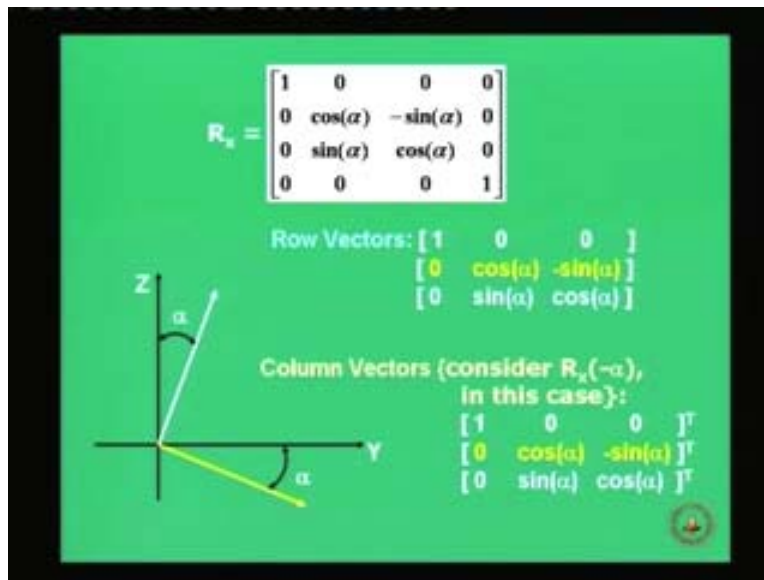 R_x = [1 0 0 0]
[0 cos(α) -sin(α) 0]
[0 sin(α) cos(α) 0]
[0 0 0 1]
Row Vectors: [ 1 0 0 ]
[ 0 cos(α) -sin(α) ]
[ 0 sin(α) cos(α) ]
Z
α
Column Vectors (consider R_x(-α),
in this case}:
[ 1 0 0 ]ᵀ
[ 0 cos(α) -sin(α) ]ᵀ
[ 0 sin(α) cos(α) ]ᵀ
Y
α